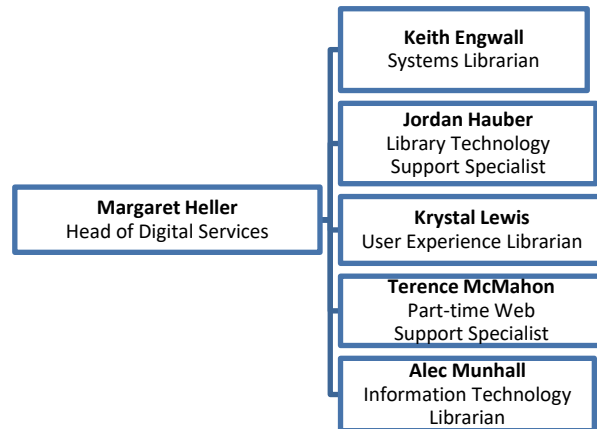 Keith Engwall
Systems Librarian
Jordan Hauber
Library Technology
Support Specialist
Margaret Heller
Head of Digital Services
Krystal Lewis
User Experience Librarian
Terence McMahon
Part-time Web
Support Specialist
Alec Munhall
Information Technology
Librarian